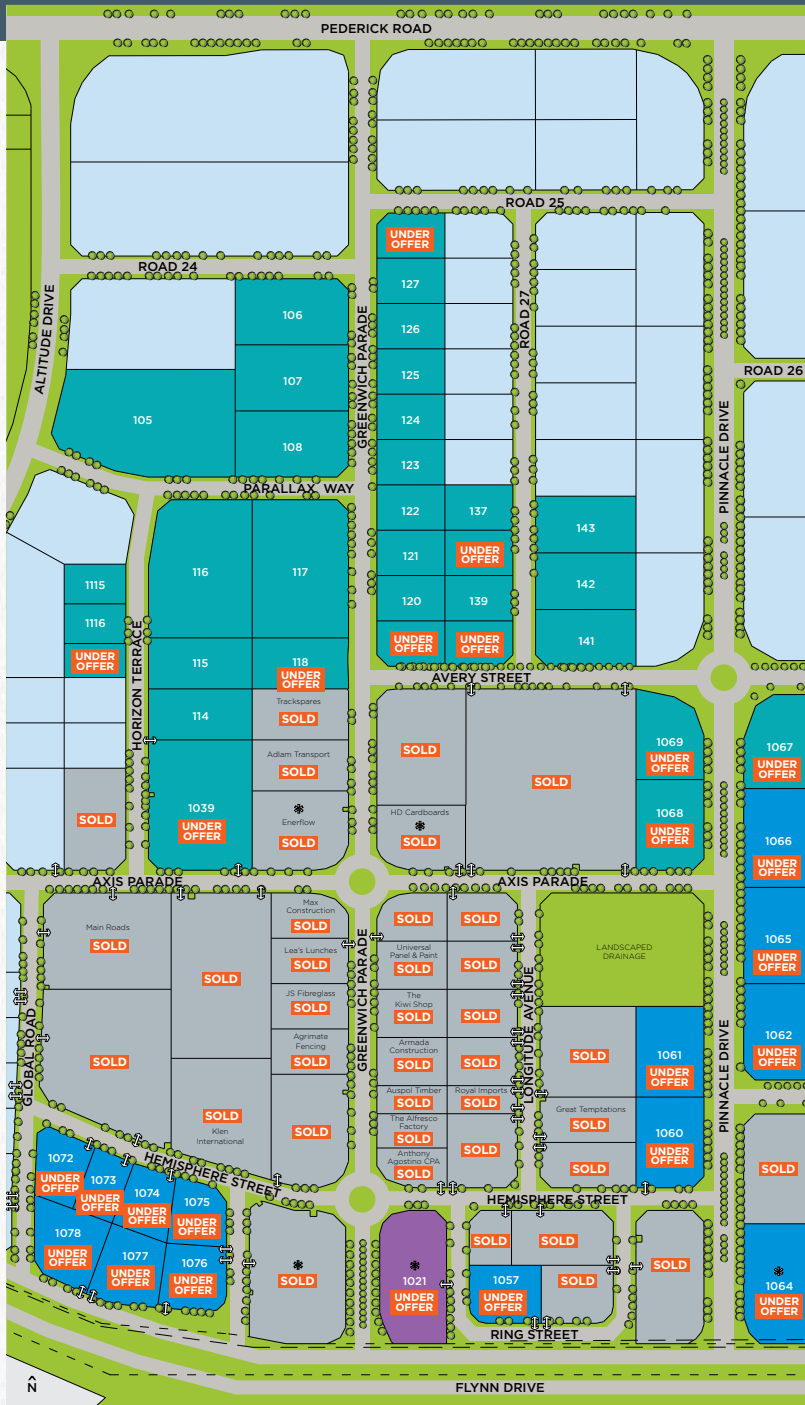 PEDERICK ROAD
ROAD 25
UNDER
OFFER
ROAD 24
127
ALTITUDE DRIVE
106
GREENWICH PARADE
126
ROAD 27
107
125
ROAD 26
105
124
PINNACLE DRIVE
108
123
PARALLAX WAY
122
137
116
117
143
121
UNDER
OFFER
1115
142
120
139
1116
UNDER
OFFER
HORIZON TERRACE
115
118
UNDER
OFFER
UNDER
OFFER
UNDER
OFFER
141
AVERY STREET
114
Trackspares
SOLD
Adlam Transport
SOLD
SOLD
1069
UNDER
OFFER
1067
UNDER
OFFER
SOLD
1039
UNDER
OFFER
Enerflow
SOLD
HD Cardboards
SOLD
SOLD
1068
UNDER
OFFER
1066
UNDER
OFFER
AXIS PARADE
AXIS PARADE
Main Roads
SOLD
SOLD
Max
Construction
SOLD
SOLD
SOLD
LANDSCAPED
DRAINAGE
1065
UNDER
OFFER
Lea's Lunches
SOLD
Universal
Panel & Paint
SOLD
SOLD
GLOBAL ROAD
JS Fibreglass
SOLD
GREENWICH PARADE
The
Kiwi Shop
SOLD
SOLD
LONGITUDE AVENUE
1062
UNDER
OFFER
SOLD
Agrimate
Fencing
SOLD
Armada
Construction
SOLD
SOLD
SOLD
1061
UNDER
OFFER
PINNACLE DRIVE
SOLD
Klen
International
SOLD
Auspol Timber
SOLD
Royal Imports
SOLD
Great Temptations
SOLD
1060
UNDER
OFFER
The Alfresco
Factory
SOLD
SOLD
Anthony
Agostino CPA
SOLD
SOLD
SOLD
HEMISPHERE STREET
HEMISPHERE STREET
1072
UNDER
OFFER
1073
UNDER
OFFER
1074
UNDER
OFFER
1075
UNDER
OFFER
1078
UNDER
OFFER
1077
UNDER
OFFER
1076
UNDER
OFFER
SOLD
1021
UNDER
OFFER
SOLD
SOLD
1057
UNDER
OFFER
SOLD
SOLD
1064
UNDER
OFFER
RING STREET
N
FLYNN DRIVE